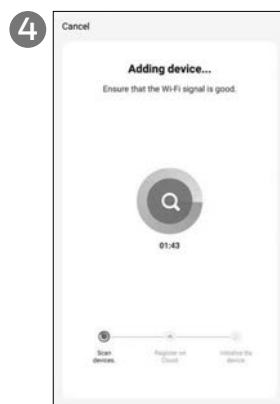 4
Cancel
Adding device...
Ensure that the Wi-Fi signal is good.
01:43
Scan
devices.
Register on
Cloud.
Initialize the
device.